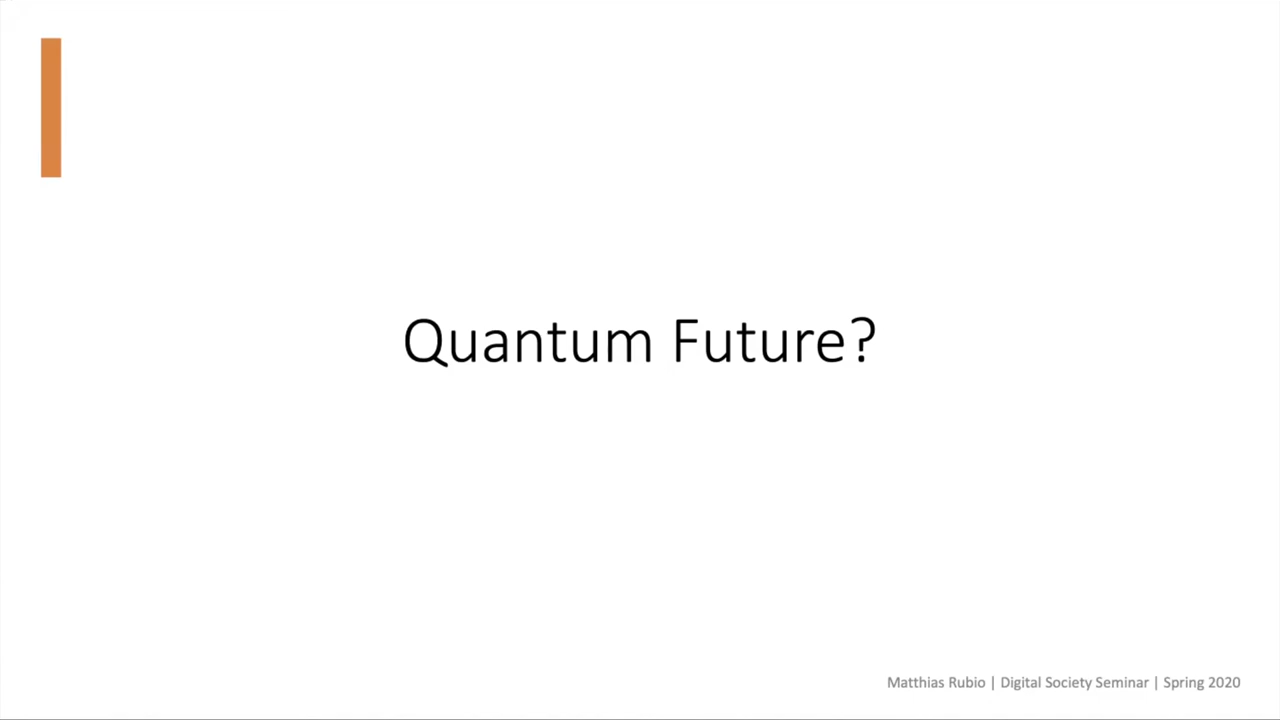 Quantum Future?
Matthias Rubio | Digital Society Seminar | Spring 2020